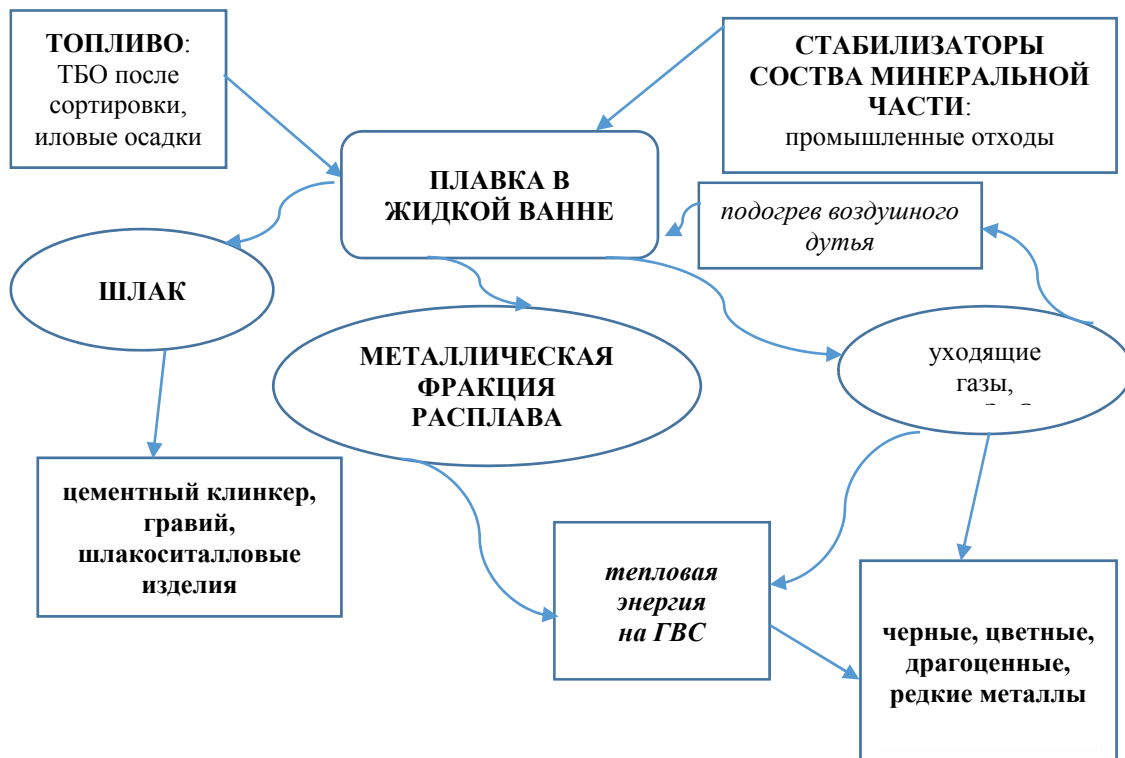 ТОПЛИВО:
ТБО после
сортировки,
иловые осадки
СТАБИЛИЗАТОРЫ
СОСТВА МИНЕРАЛЬНОЙ
ЧАСТИ:
промышленные отходы
ПЛАВКА В
ЖИДКОЙ ВАННЕ
подогрев воздушного
дутья
ШЛАК
МЕТАЛЛИЧЕСКАЯ
ФРАКЦИЯ
РАСПЛАВА
уходящие
газы,
цементный клинкер,
гравий,
шлакоситалловые
изделия
тепловая
энергия
на ГВС
черные, цветные,
драгоценные,
редкие металлы